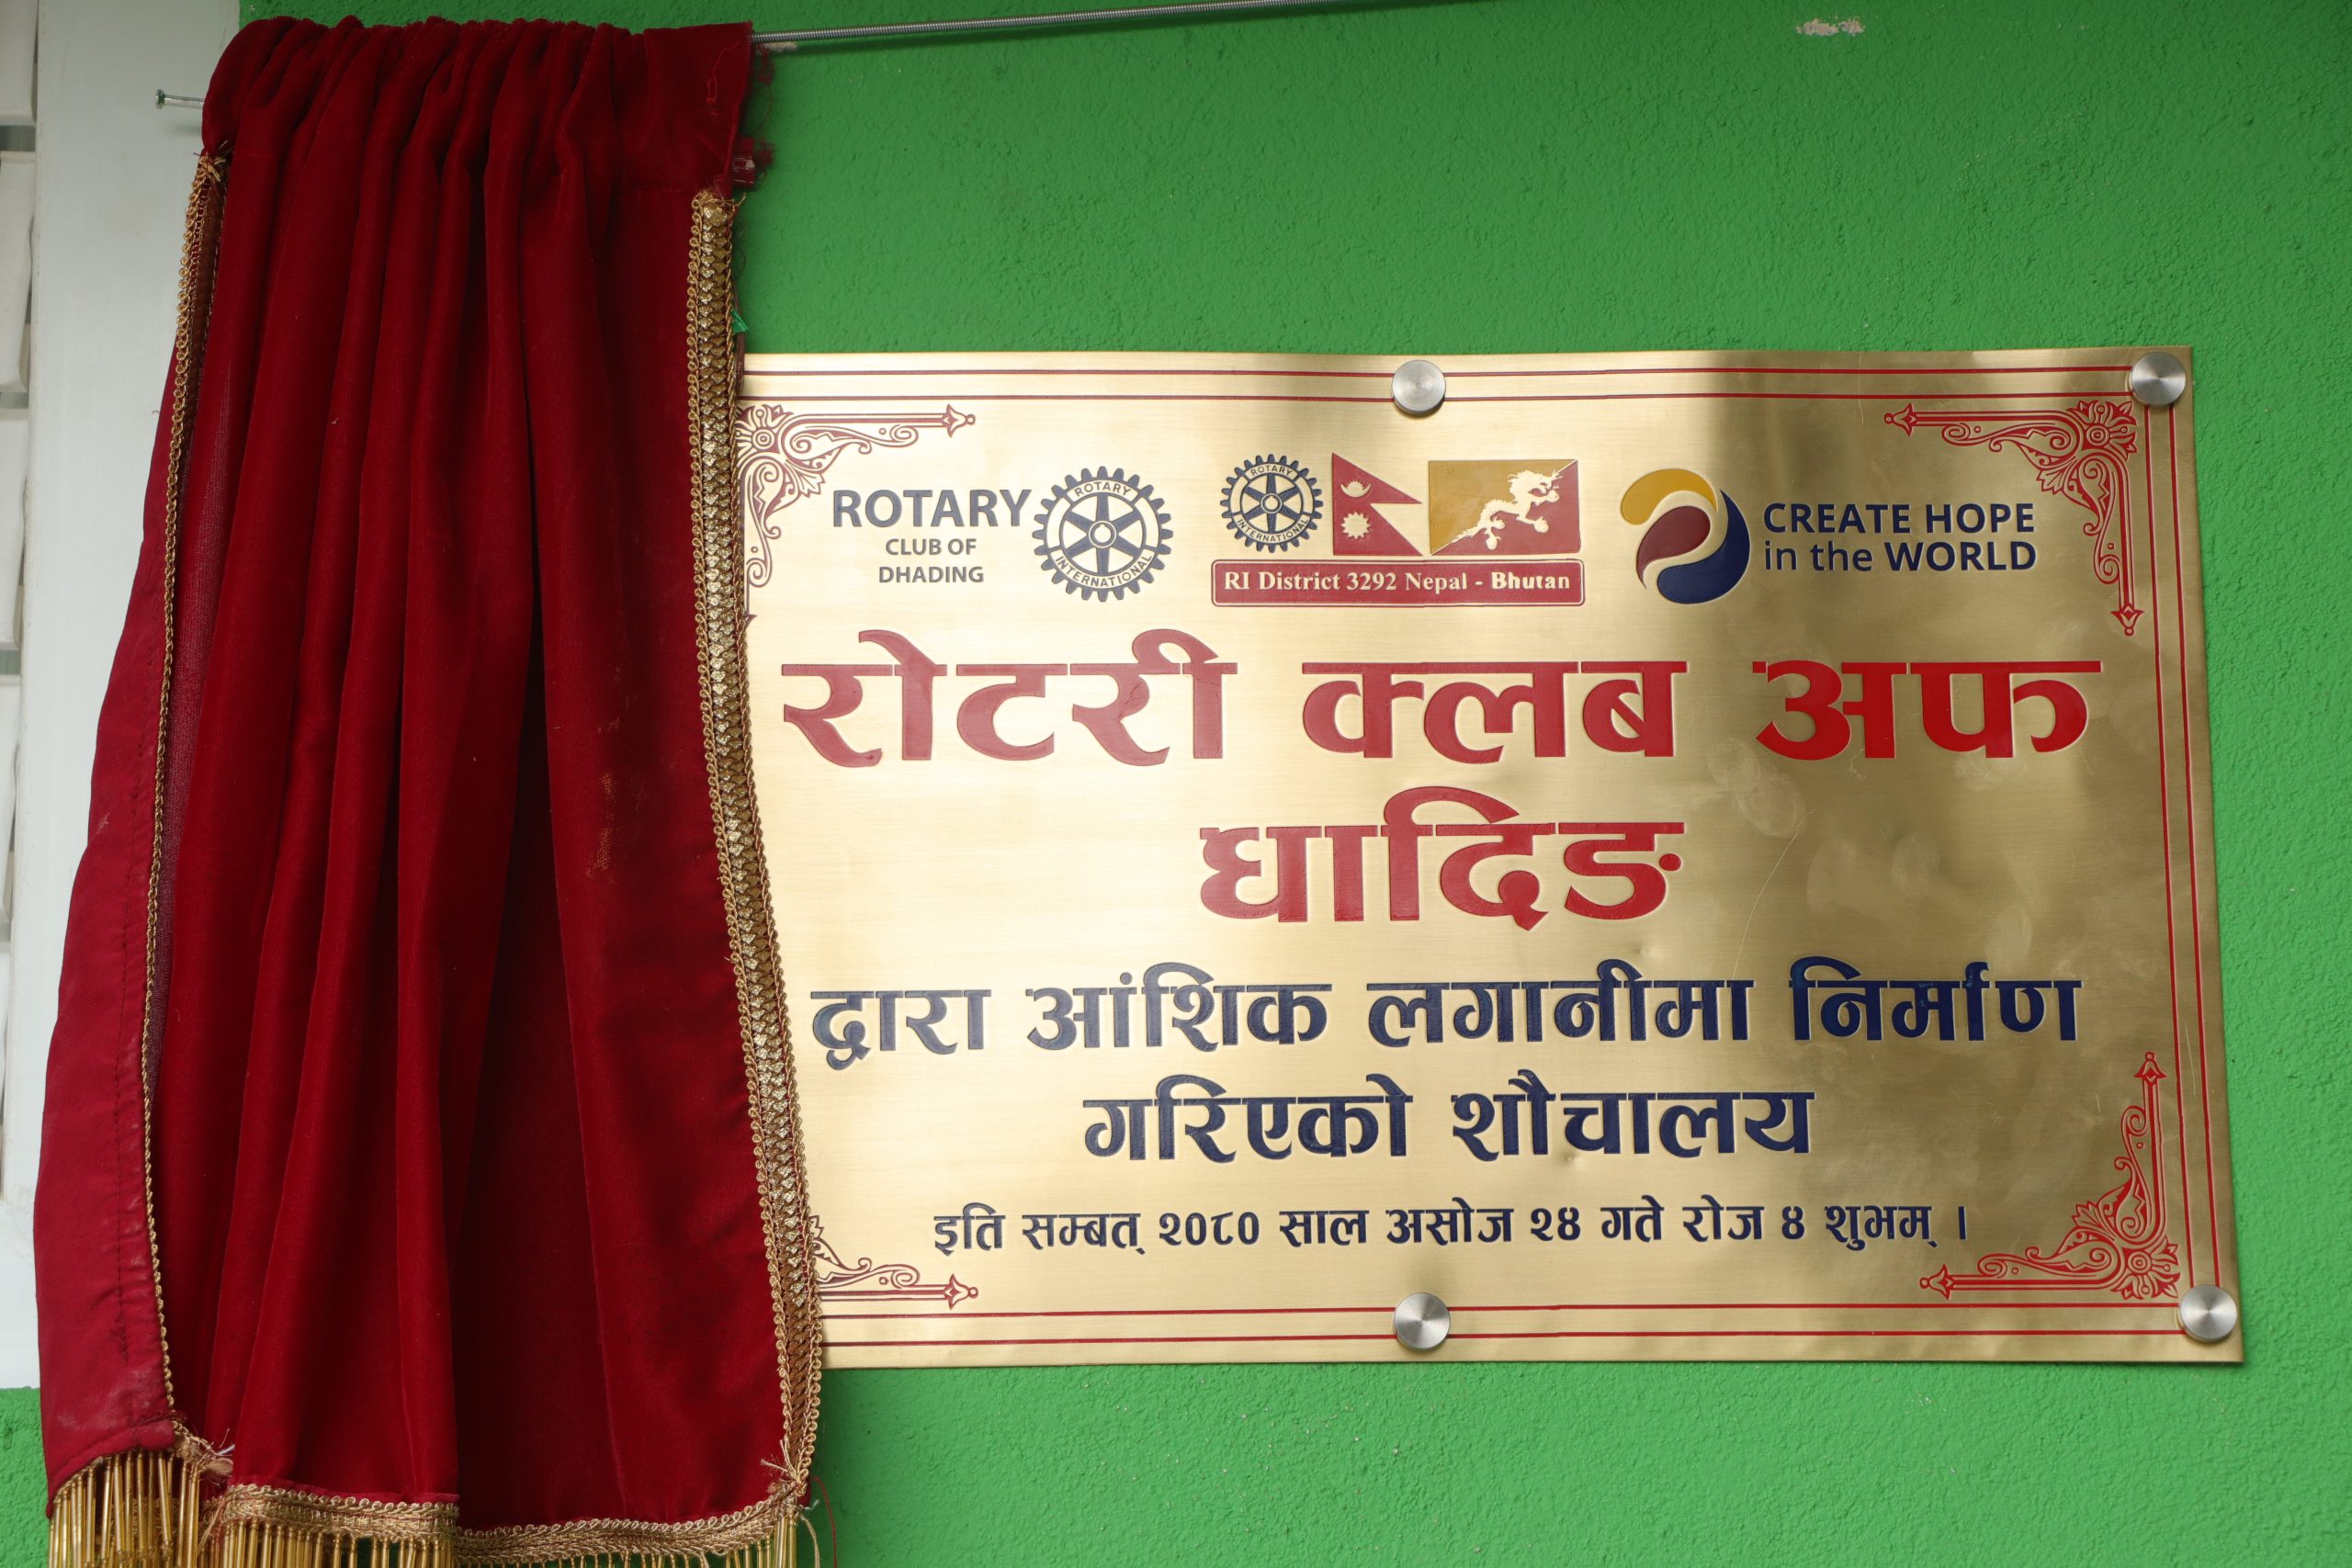 ROTARY
CLUB OF
DHADING
ROTARY
INTERNATIONAL
ROTARY
INTERNATIONAL
RI District 3292 Nepal - Bhutan
CREATE HOPE
in the WORLD
रोटरी क्लब अफ
धादिङ
द्वारा आंशिक लगानीमा निर्माण
गरिएको शौचालय
इति सम्बत् २०८० साल असोज २४ गते रोज ४ शुभम् ।